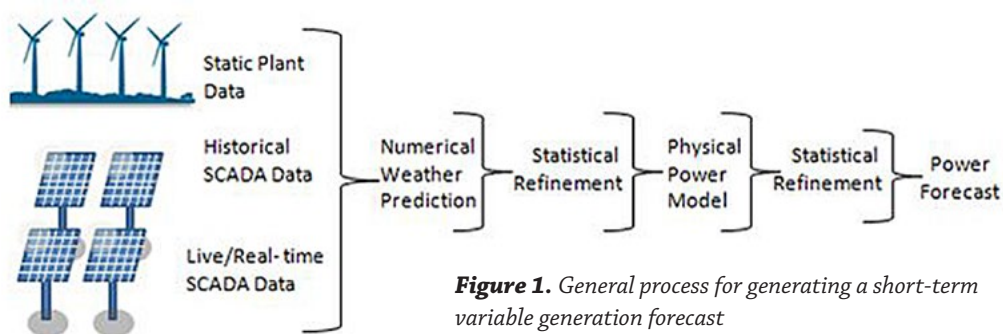 Static Plant
Data
Historical
SCADA Data
Live/Real-time
SCADA Data
Numerical
Weather
Prediction
Statistical
Refinement
Physical
Power
Model
Statistical
Refinement
Power
Forecast
Figure 1. General process for generating a short-term
variable generation forecast